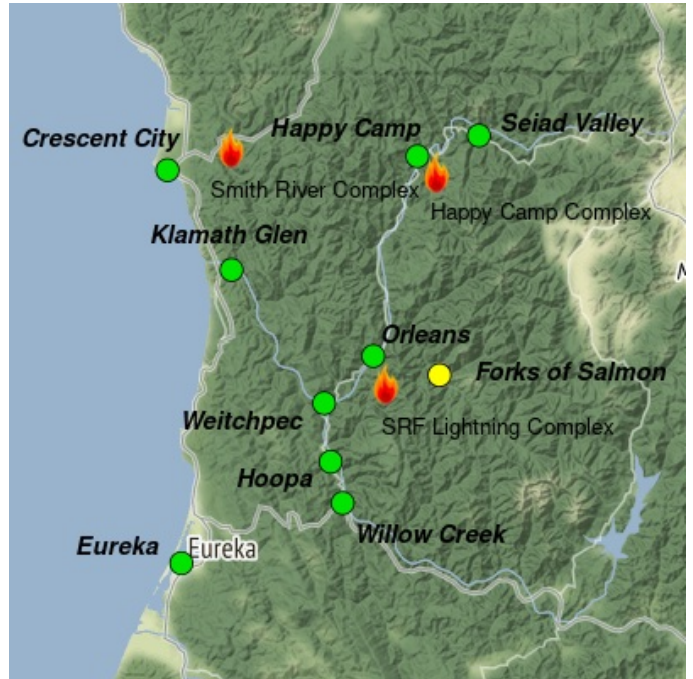 Crescent City
Happy Camp
Seiad Valley
Smith River Complex
Happy Camp Complex
Klamath Glen
M
Orleans
Forks of Salmon
Weitchpec
SRF Lightning Complex
Hoopa
Willow Creek
Eureka
Eureka